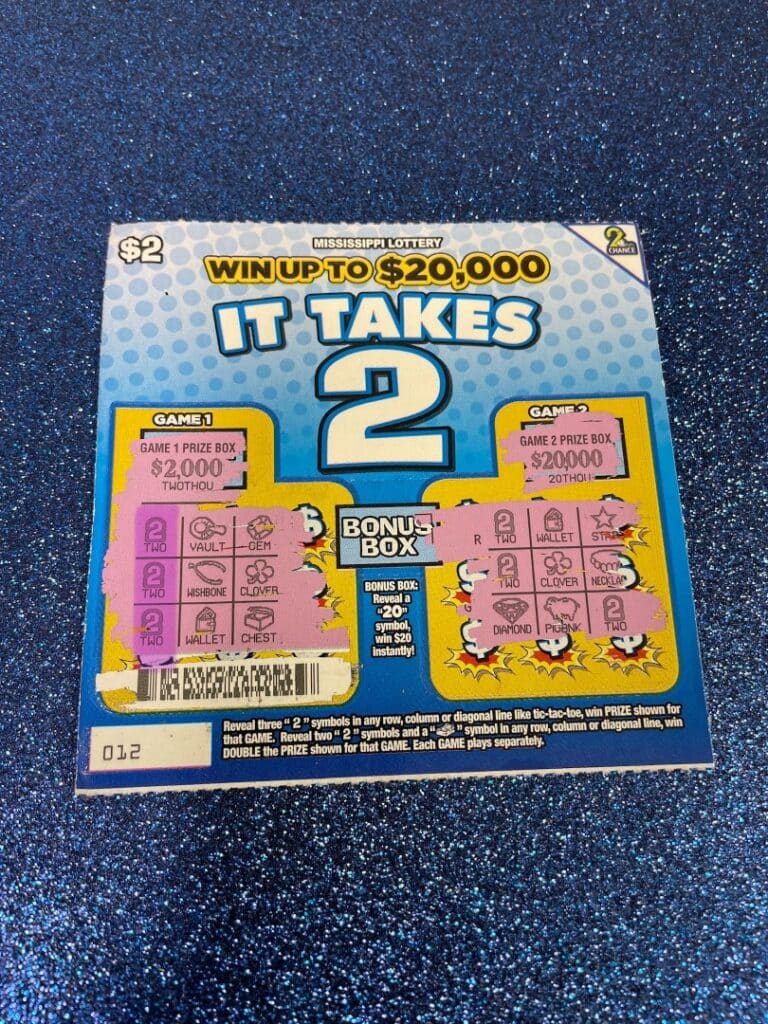 $2
MISSISSIPPI LOTTERY
2ND CHANCE
WIN UP TO $20,000
IT TAKES
2
GAME 1
GAME 1 PRIZE BOX
$2,000
TWOTHOU
2
TWO
VAULT
GEM
2
TWO
WISHBONE
CLOVER
2
TWO
WALLET
CHEST
012
BONUS
BOX
BONUS BOX:
Reveal a
"20"
symbol,
win $20
instantly!
GAME 2
GAME 2 PRIZE BOX
$20,000
20THOU
R
2
TWO
WALLET
STAR
2
TWO
CLOVER
NECKLAC
DIAMOND
PIGBNK
2
TWO
Reveal three "2" symbols in any row, column or diagonal line like tic-tac-toe, win PRIZE shown for
that GAME. Reveal two "2" symbols and a " " symbol in any row, column or diagonal line, win
DOUBLE the PRIZE shown for that GAME. Each GAME plays separately.